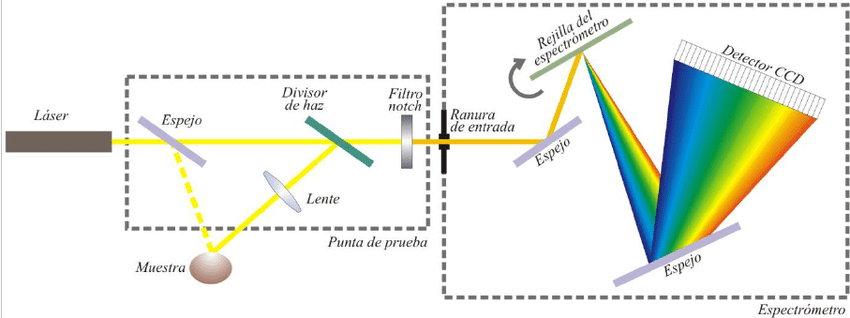 Láser
Espejo
Divisor
de haz
Filtro
notch
Ranura
de entrada
Lente
Muestra
Punta de prueba
Espejo
Rejilla del
espectrómetro
Detector CCD
Espejo
Espectrómetro